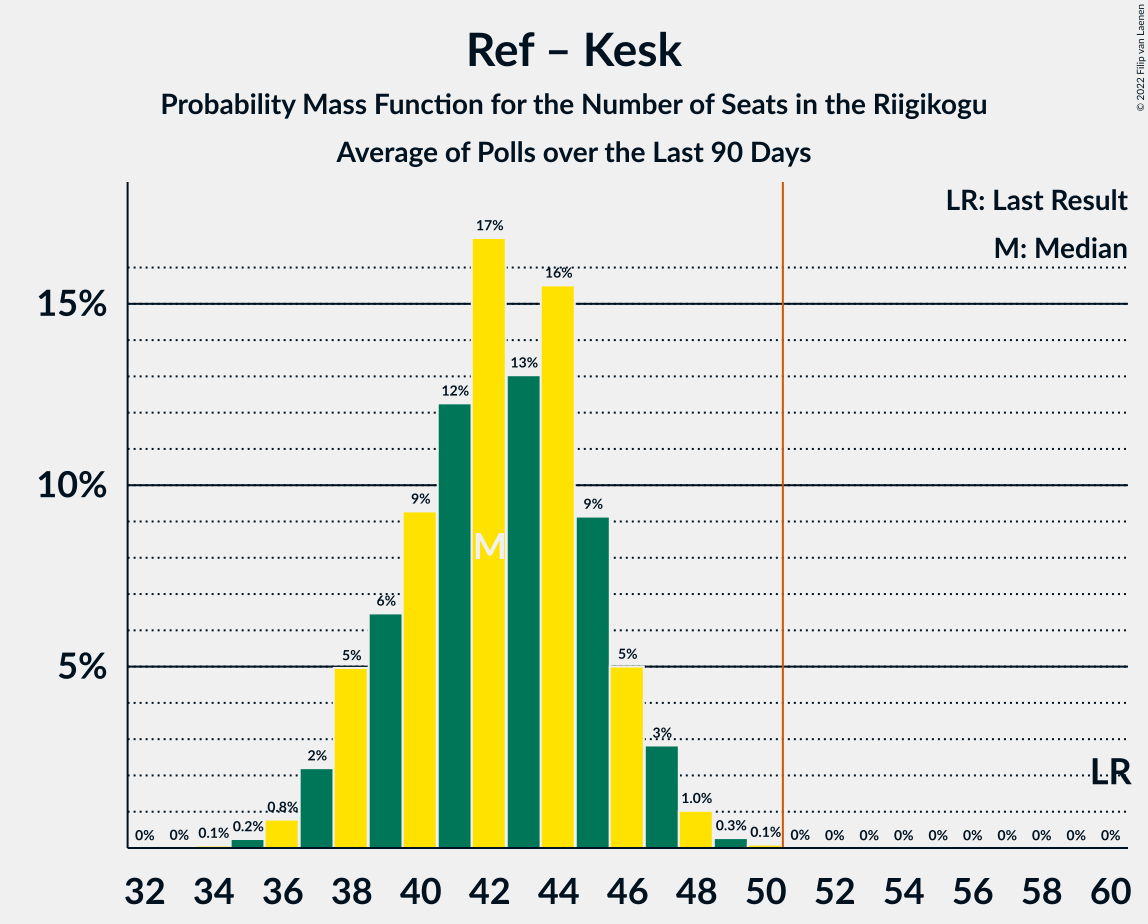 Ref – Kesk
Probability Mass Function for the Number of Seats in the Riigikogu
Average of Polls over the Last 90 Days
© 2022 Filip van Laenen
LR: Last Result
M: Median
17%
16%
15%
13%
12%
10%
9%
9%
M
6%
5%
5%
5%
3%
2%
LR
0.8%
1.0%
0% 0% 0.1% 0.2% 0.3% 0.1% 0% 0% 0% 0% 0% 0% 0% 0% 0% 0%
32 34 36 38 40 42 44 46 48 50 52 54 56 58 60